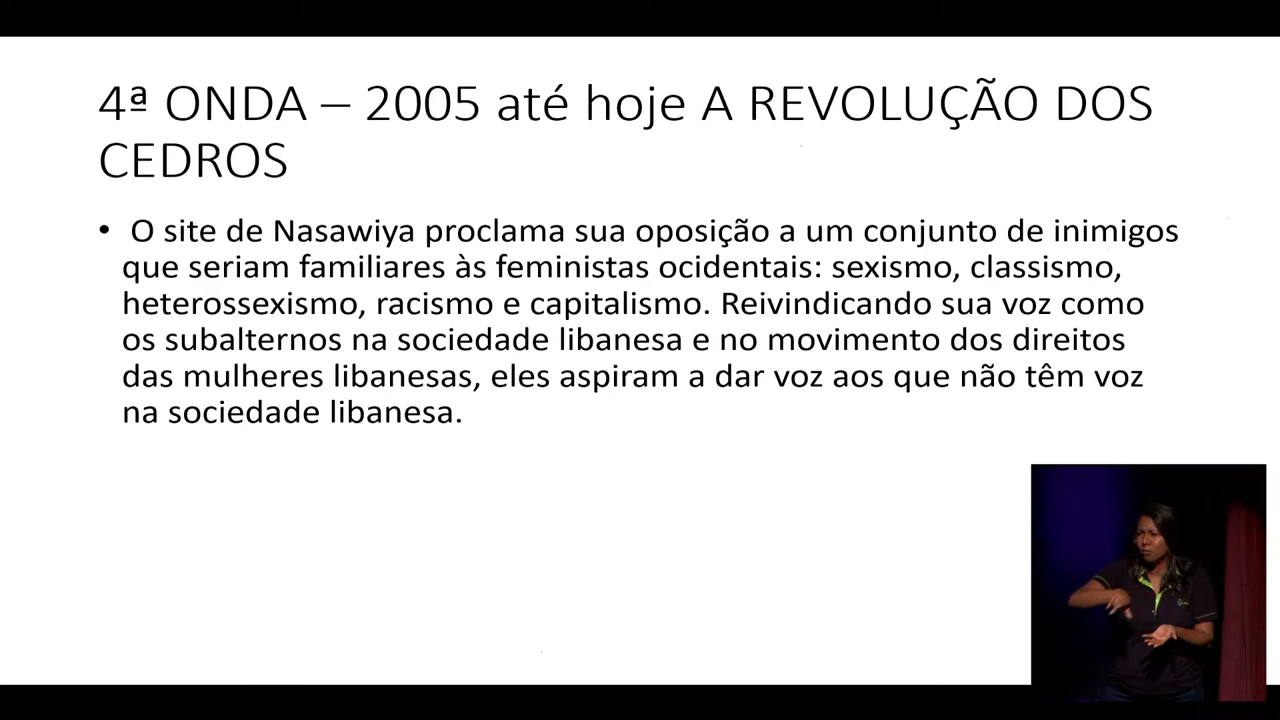 4ª ONDA – 2005 até hoje A REVOLUÇÃO DOS
CEDROS
• O site de Nasawiya proclama sua oposição a um conjunto de inimigos
que seriam familiares às feministas ocidentais: sexismo, classismo,
heterossexismo, racismo e capitalismo. Reivindicando sua voz como
os subalternos na sociedade libanesa e no movimento dos direitos
das mulheres libanesas, eles aspiram a dar voz aos que não têm voz
na sociedade libanesa.